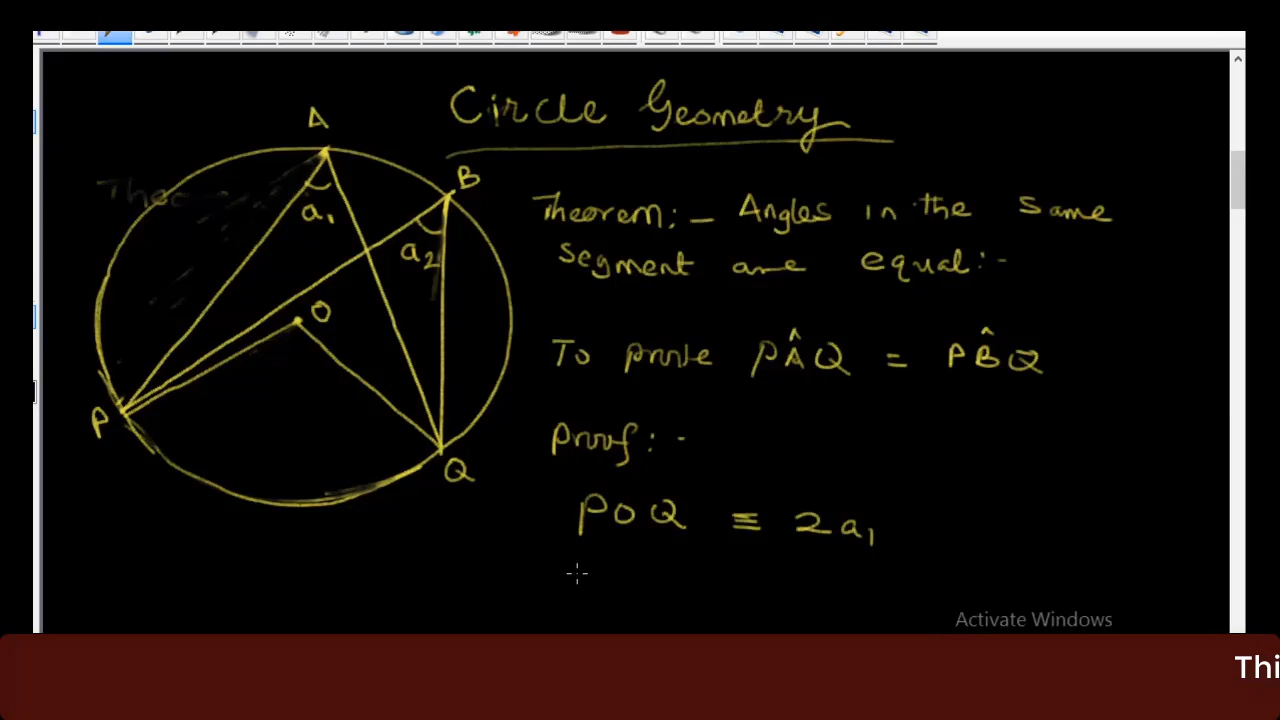 Circle Geometry
A
B
a1
a2
O
P
Q
Theorem:- Angles in the same
segment are equal:-
To prove PÂQ = PB̂Q
Proof:-
POQ ≡ 2a1
Activate Windows
Thi